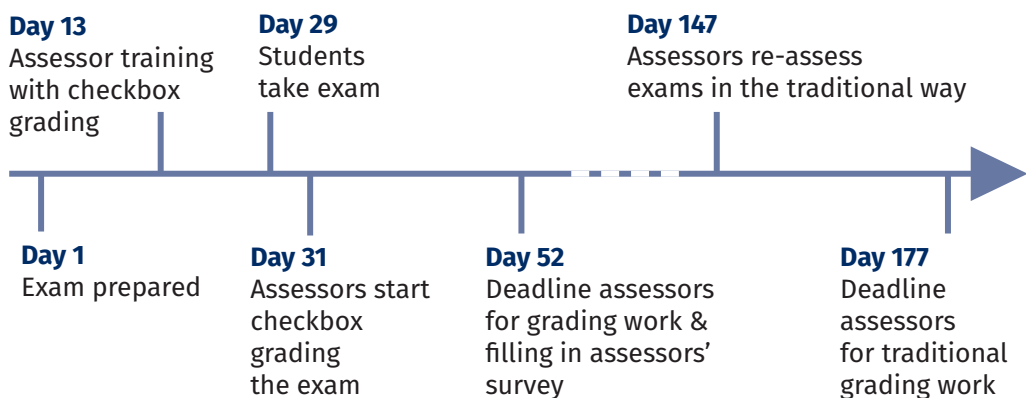 Day 13
Assessor training
with checkbox
grading
Day 29
Students
take exam
Day 147
Assessors re-assess
exams in the traditional way
Day 1
Exam prepared
Day 31
Assessors start
checkbox
grading
the exam
Day 52
Deadline assessors
for grading work &
filling in assessors’
survey
Day 177
Deadline
assessors
for traditional
grading work